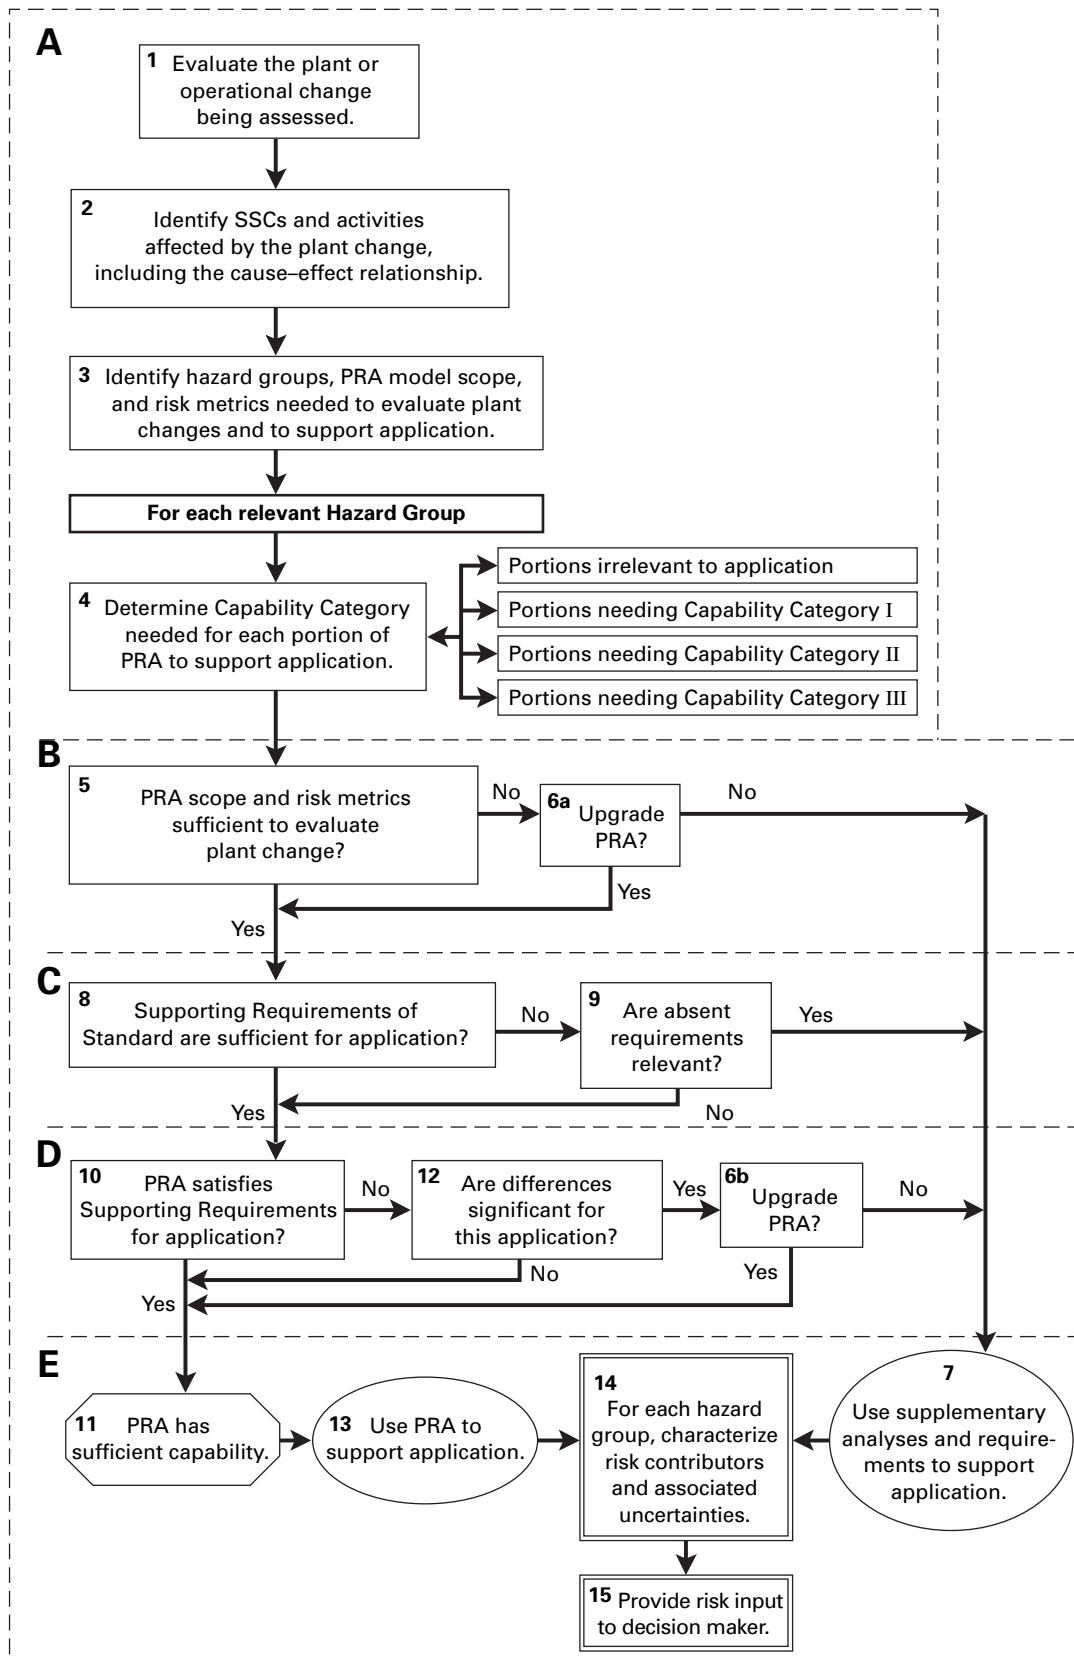 A
1 Evaluate the plant or
operational change
being assessed.
2
Identify SSCs and activities
affected by the plant change,
including the cause–effect relationship.
3 Identify hazard groups, PRA model scope,
and risk metrics needed to evaluate plant
changes and to support application.
For each relevant Hazard Group
4 Determine Capability Category
needed for each portion of
PRA to support application.
Portions irrelevant to application
Portions needing Capability Category I
Portions needing Capability Category II
Portions needing Capability Category III
B
5
PRA scope and risk metrics
sufficient to evaluate
plant change?
No
6a Upgrade
PRA?
No
Yes
Yes
C
8 Supporting Requirements of
Standard are sufficient for application?
No
9 Are absent
requirements
relevant?
Yes
No
Yes
D
10 PRA satisfies
Supporting Requirements
for application?
No
12 Are differences
significant for
this application?
Yes
6b Upgrade
PRA?
No
No
Yes
Yes
E
11 PRA has
sufficient capability.
13 Use PRA to
support application.
14
For each hazard
group, characterize
risk contributors
and associated
uncertainties.
7
Use supplementary
analyses and require-
ments to support
application.
15 Provide risk input
to decision maker.